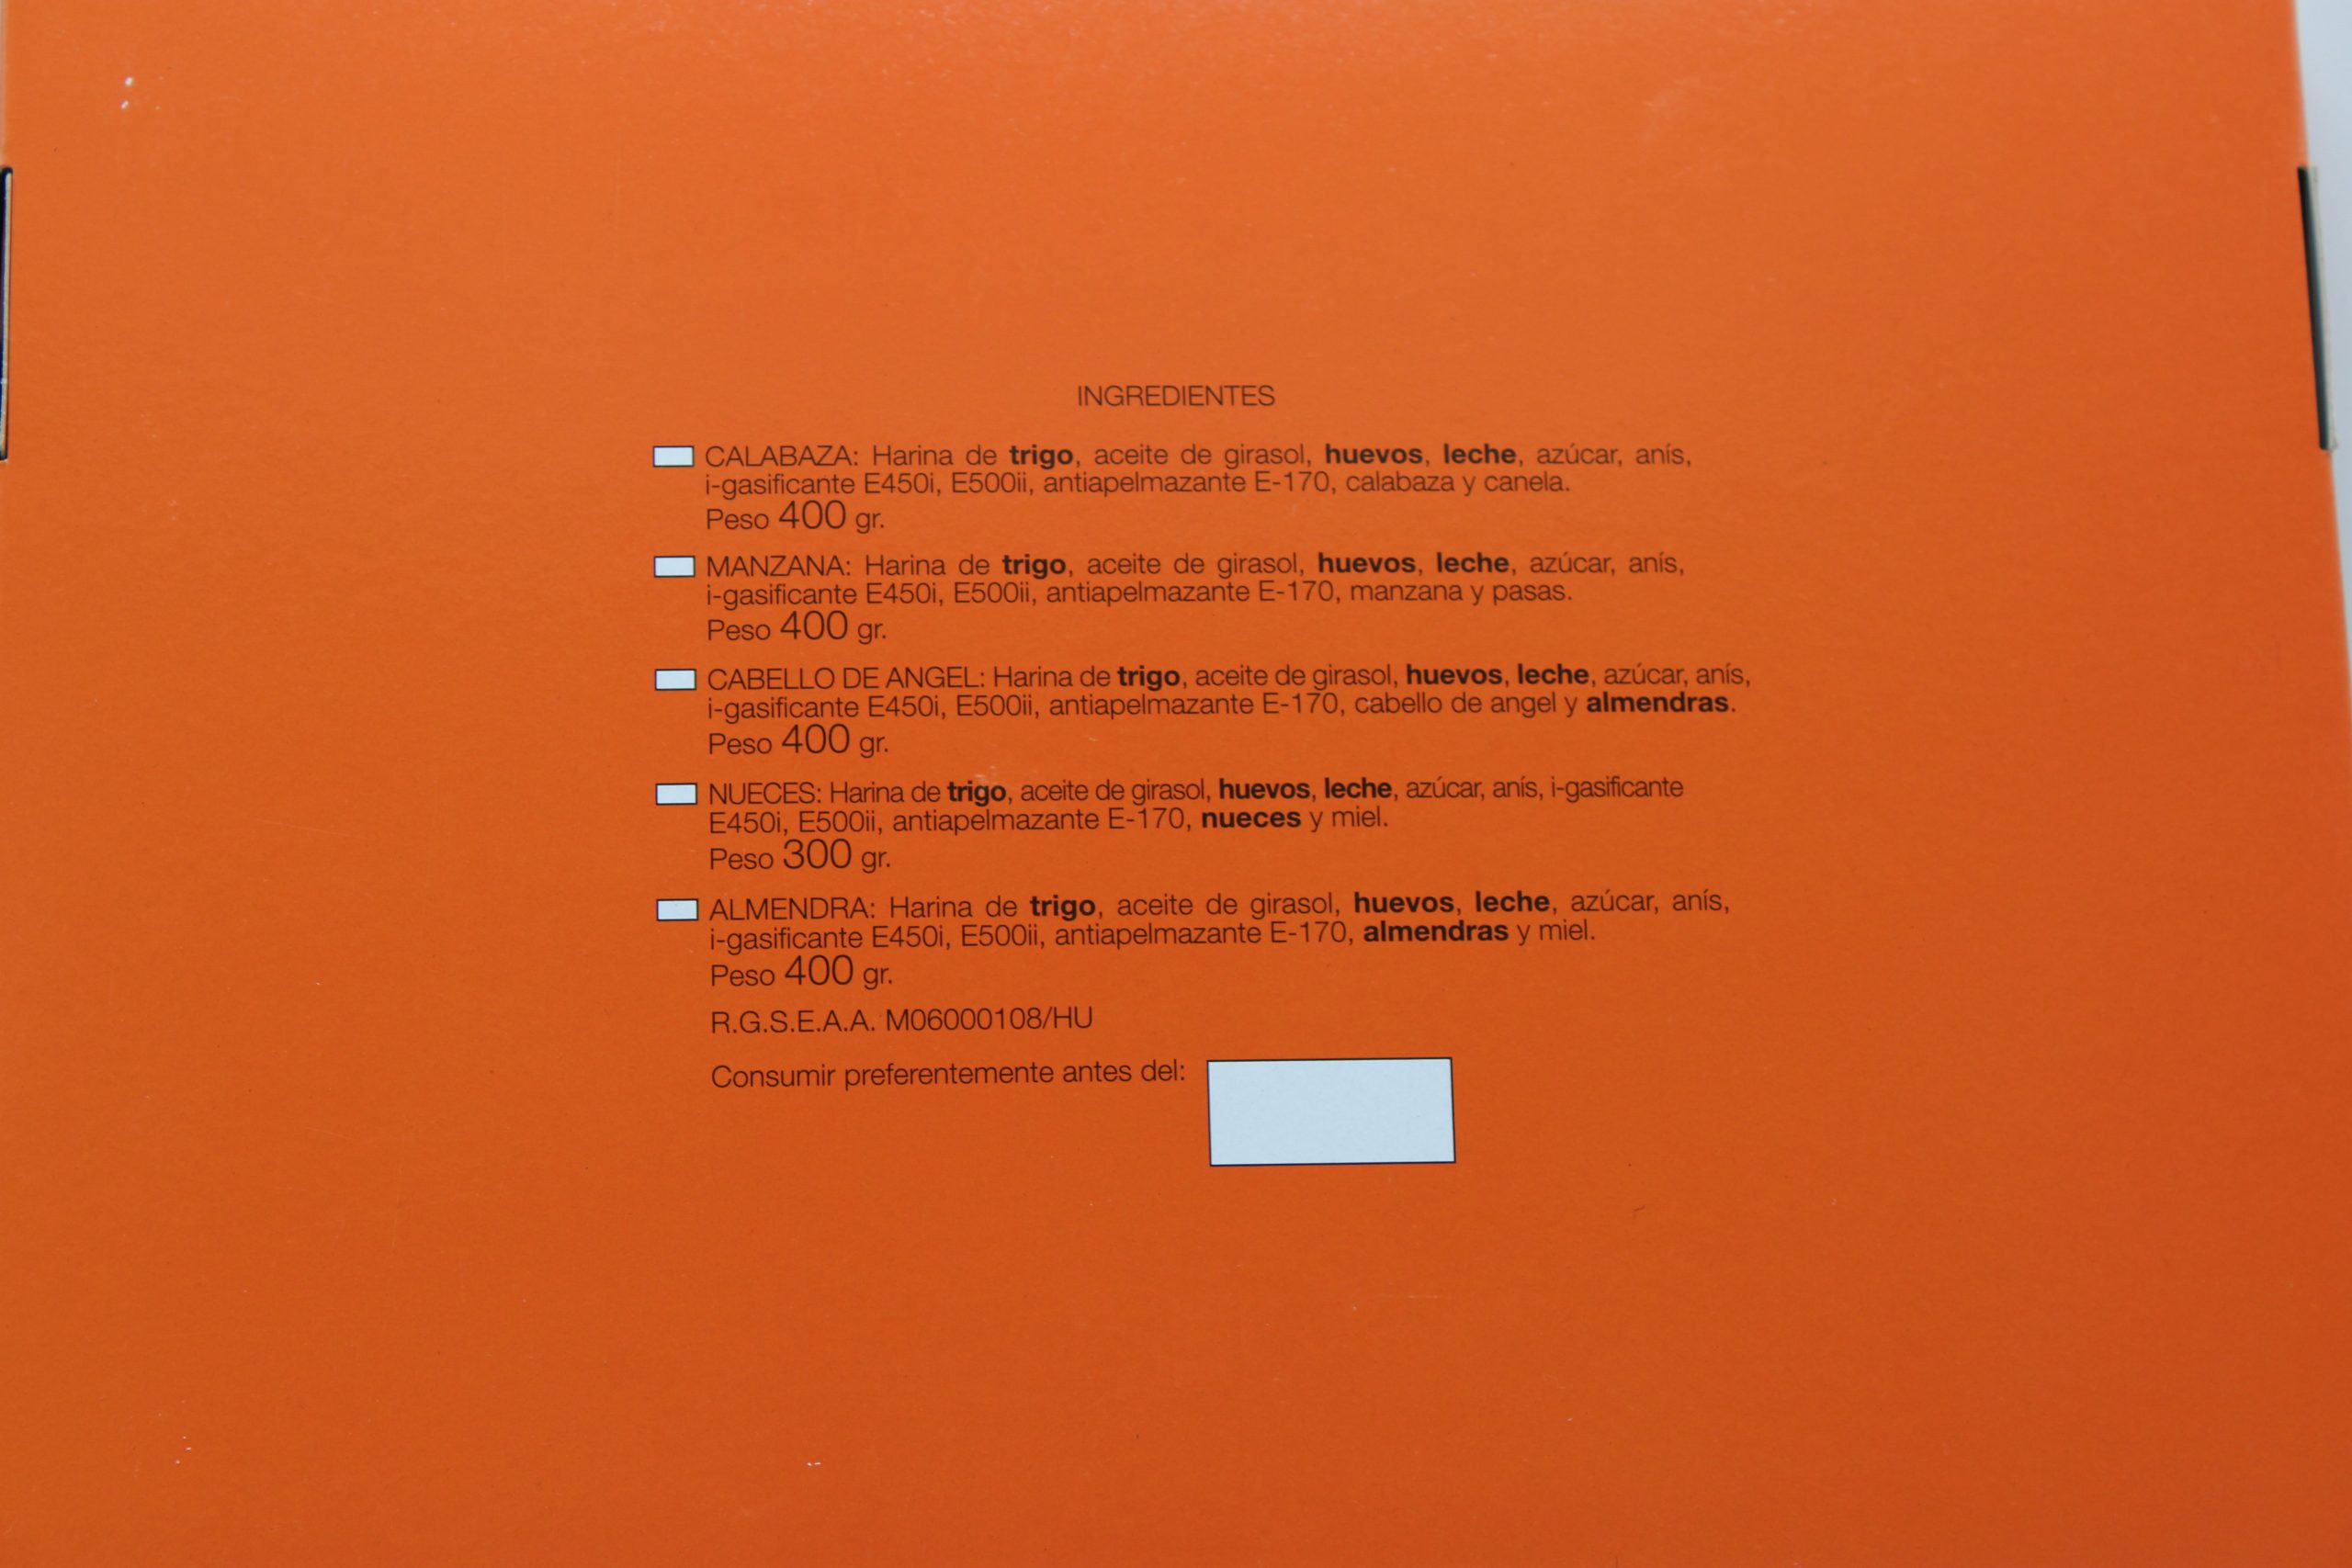 INGREDIENTES
CALABAZA: Harina de trigo, aceite de girasol, huevos, leche, azúcar, anís,
i-gasificante E450i, E500ii, antiapelmazante E-170, calabaza y canela.
Peso 400 gr.
MANZANA: Harina de trigo, aceite de girasol, huevos, leche, azúcar, anís,
i-gasificante E450i, E500ii, antiapelmazante E-170, manzana y pasas.
Peso 400 gr.
CABELLO DE ANGEL: Harina de trigo, aceite de girasol, huevos, leche, azúcar, anís,
i-gasificante E450i, E500ii, antiapelmazante E-170, cabello de angel y almendras.
Peso 400 gr.
NUECES: Harina de trigo, aceite de girasol, huevos, leche, azúcar, anís, i-gasificante
E450i, E500ii, antiapelmazante E-170, nueces y miel.
Peso 300 gr.
ALMENDRA: Harina de trigo, aceite de girasol, huevos, leche, azúcar, anís,
i-gasificante E450i, E500ii, antiapelmazante E-170, almendras y miel.
Peso 400 gr.
R.G.S.E.A.A. M06000108/HU
Consumir preferentemente antes del: